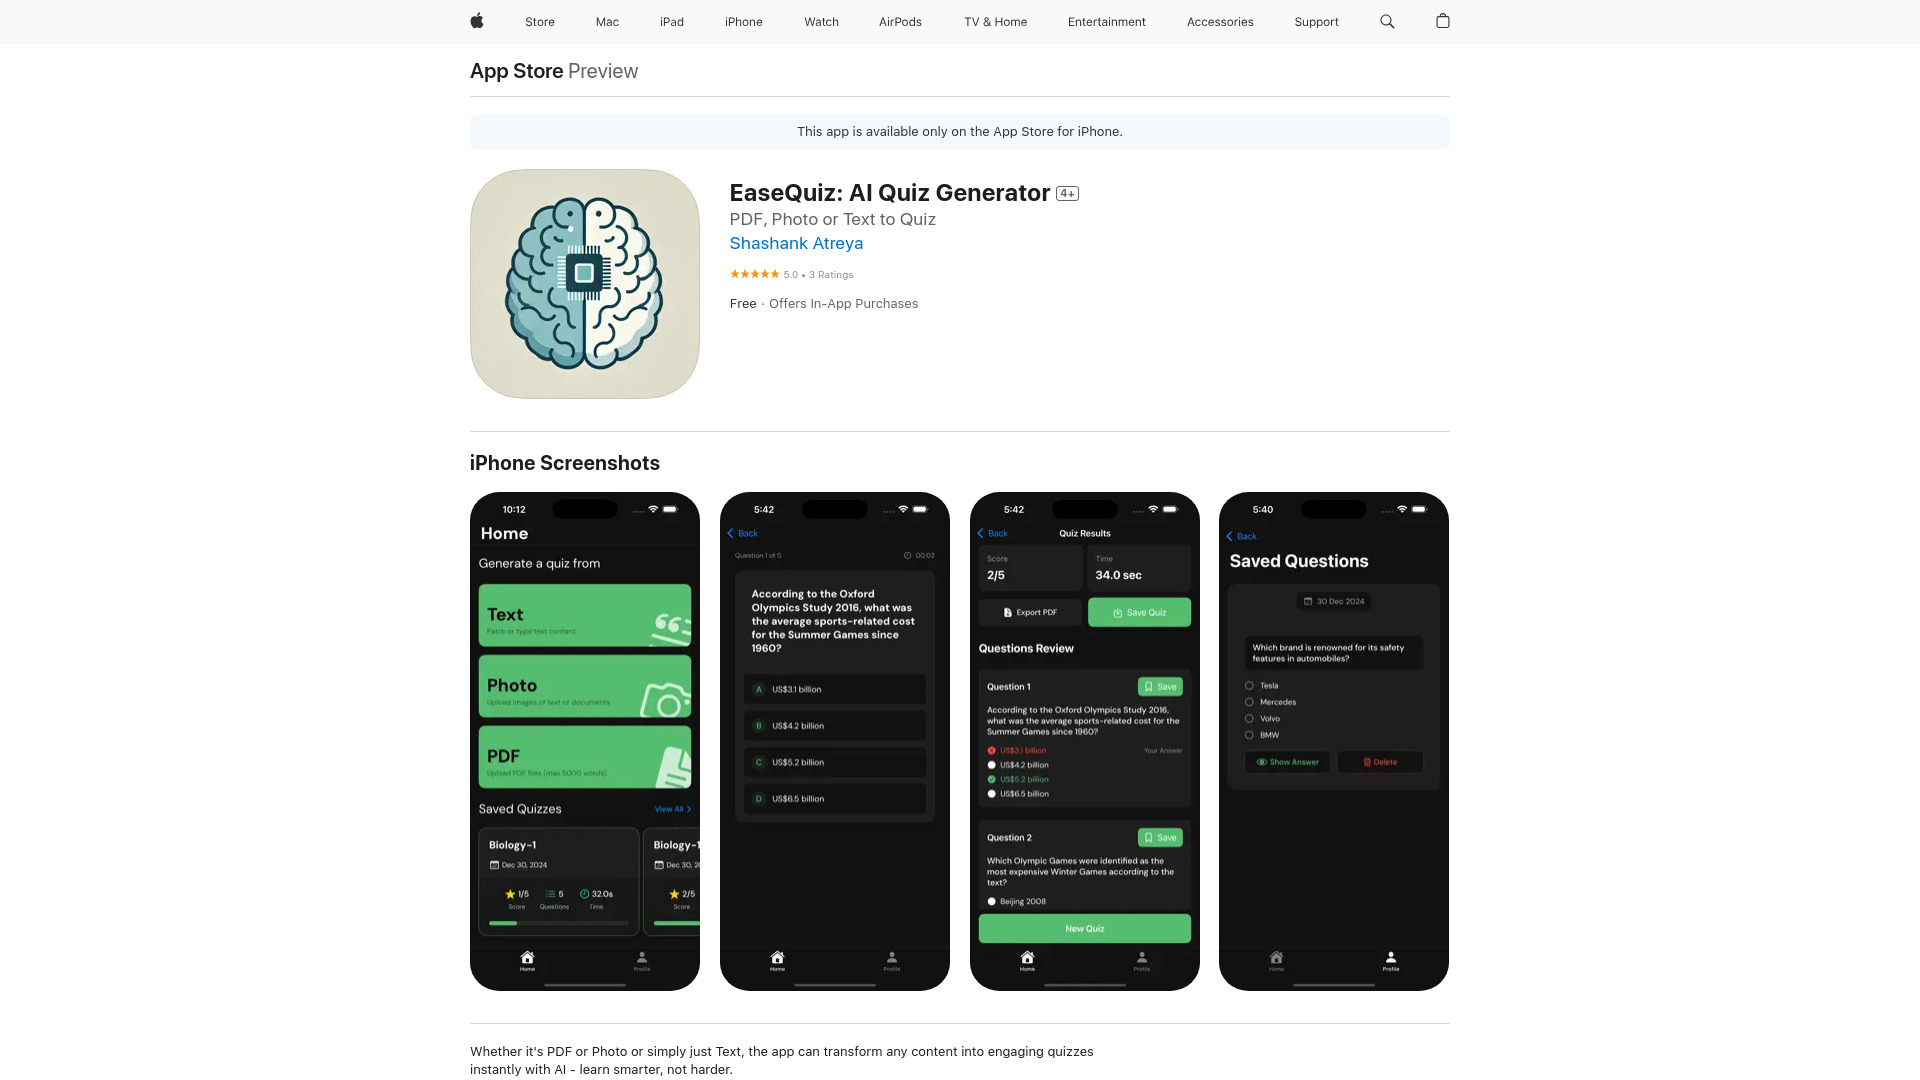 Store
Mac
iPad
iPhone
Watch
AirPods
TV & Home
Entertainment
Accessories
Support
App Store Preview
This app is available only on the App Store for iPhone.
EaseQuiz: AI Quiz Generator 4+
PDF, Photo or Text to Quiz
Shashank Atreya
★★★★★ 5.0 • 3 Ratings
Free · Offers In-App Purchases
iPhone Screenshots
10:12
Home
Generate a quiz from
Text
Paste or type text content
Photo
Upload images of text or documents
PDF
Upload PDF files (max 5000 words)
Saved Quizzes
View All
Biology-1
Dec 30, 2024
1/5
5
32.0s
Score
Questions
Time
Biology-1
Dec 30, 20
2/5
Score
Home
Profile
5:42
Back
Question 1 of 5
00:03
According to the Oxford
Olympics Study 2016, what was
the average sports-related cost
for the Summer Games since
1960?
A US$3.1 billion
B US$4.2 billion
C US$5.2 billion
D US$6.5 billion
Home
Profile
5:42
Back
Quiz Results
Score
2/5
Time
34.0 sec
Export PDF
Save Quiz
Questions Review
Question 1
Save
According to the Oxford Olympics Study 2016,
what was the average sports-related cost for the
Summer Games since 1960?
US$3.1 billion
Your Answer
US$4.2 billion
US$5.2 billion
US$6.5 billion
Question 2
Save
Which Olympic Games were identified as the
most expensive Winter Games according to the
text?
Beijing 2008
New Quiz
Home
Profile
5:40
Back
Saved Questions
30 Dec 2024
Which brand is renowned for its safety
features in automobiles?
Tesla
Mercedes
Volvo
BMW
Show Answer
Delete
Home
Profile
Whether it's PDF or Photo or simply just Text, the app can transform any content into engaging quizzes
instantly with AI - learn smarter, not harder.